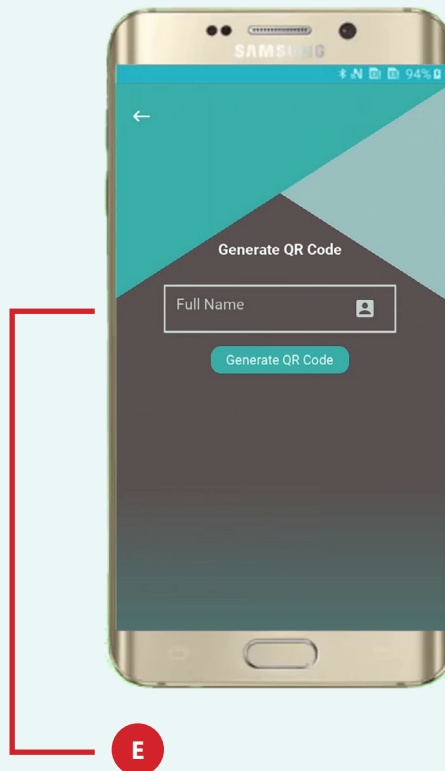 SAMSUNG
94%
Generate QR Code
Full Name
Generate QR Code
E